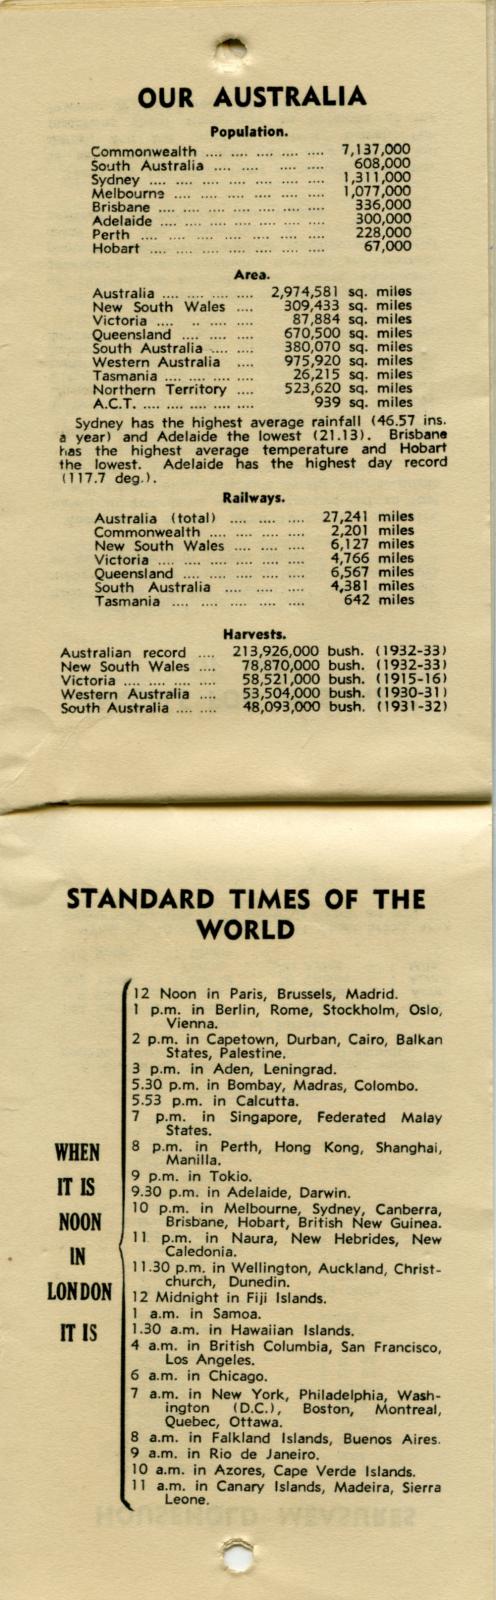 OUR AUSTRALIA
Population.
Commonwealth .... .... .... .... .... 7,137,000
South Australia .... .... .... .... 608,000
Sydney .... .... .... .... .... .... .... 1,311,000
Melbourne .... .... .... .... .... .... 1,077,000
Brisbane .... .... .... .... .... .... .... 336,000
Adelaide .... .... .... .... .... .... .... 300,000
Perth .... .... .... .... .... .... .... 228,000
Hobart .... .... .... .... .... .... .... 67,000
Area.
Australia .... .... .... .... 2,974,581 sq. miles
New South Wales .... 309,433 sq. miles
Victoria .... .. .... .... 87,884 sq. miles
Queensland .... .... .... 670,500 sq. miles
South Australia .... .... 380,070 sq. miles
Western Australia .... 975,920 sq. miles
Tasmania .... .... .... .... 26,215 sq. miles
Northern Territory .... 523,620 sq. miles
A.C.T. .... .... .... .... .... 939 sq. miles
Sydney has the highest average rainfall (46.57 ins.
a year) and Adelaide the lowest (21.13). Brisbane
has the highest average temperature and Hobart
the lowest. Adelaide has the highest day record
(117.7 deg.).
Railways.
Australia (total) .... .... .... 27,241 miles
Commonwealth .... .... .... 2,201 miles
New South Wales .... .... .... 6,127 miles
Victoria .... .... .... .... .... 4,766 miles
Queensland .... .... .... .... 6,567 miles
South Australia .... .... .... 4,381 miles
Tasmania .... .... .... .... .... 642 miles
Harvests.
Australian record .... 213,926,000 bush. (1932-33)
New South Wales .... 78,870,000 bush. (1932-33)
Victoria .... .... .... 58,521,000 bush. (1915-16)
Western Australia .... 53,504,000 bush. (1930-31)
South Australia .... .... 48,093,000 bush. (1931-32)
STANDARD TIMES OF THE
WORLD
WHEN
IT IS
NOON
IN
LONDON
IT IS
12 Noon in Paris, Brussels, Madrid.
1 p.m. in Berlin, Rome, Stockholm, Oslo,
Vienna.
2 p.m. in Capetown, Durban, Cairo, Balkan
States, Palestine.
3 p.m. in Aden, Leningrad.
5.30 p.m. in Bombay, Madras, Colombo.
5.53 p.m. in Calcutta.
7 p.m. in Singapore, Federated Malay
States.
8 p.m. in Perth, Hong Kong, Shanghai,
Manilla.
9 p.m. in Tokio.
9.30 p.m. in Adelaide, Darwin.
10 p.m. in Melbourne, Sydney, Canberra,
Brisbane, Hobart, British New Guinea.
11 p.m. in Naura, New Hebrides, New
Caledonia.
11.30 p.m. in Wellington, Auckland, Christ-
church, Dunedin.
12 Midnight in Fiji Islands.
1 a.m. in Samoa.
1.30 a.m. in Hawaiian Islands.
4 a.m. in British Columbia, San Francisco,
Los Angeles.
6 a.m. in Chicago.
7 a.m. in New York, Philadelphia, Wash-
ington (D.C.), Boston, Montreal,
Quebec, Ottawa.
8 a.m. in Falkland Islands, Buenos Aires.
9 a.m. in Rio de Janeiro.
10 a.m. in Azores, Cape Verde Islands.
11 a.m. in Canary Islands, Madeira, Sierra
Leone.
HOUSEHOLD MEASURES